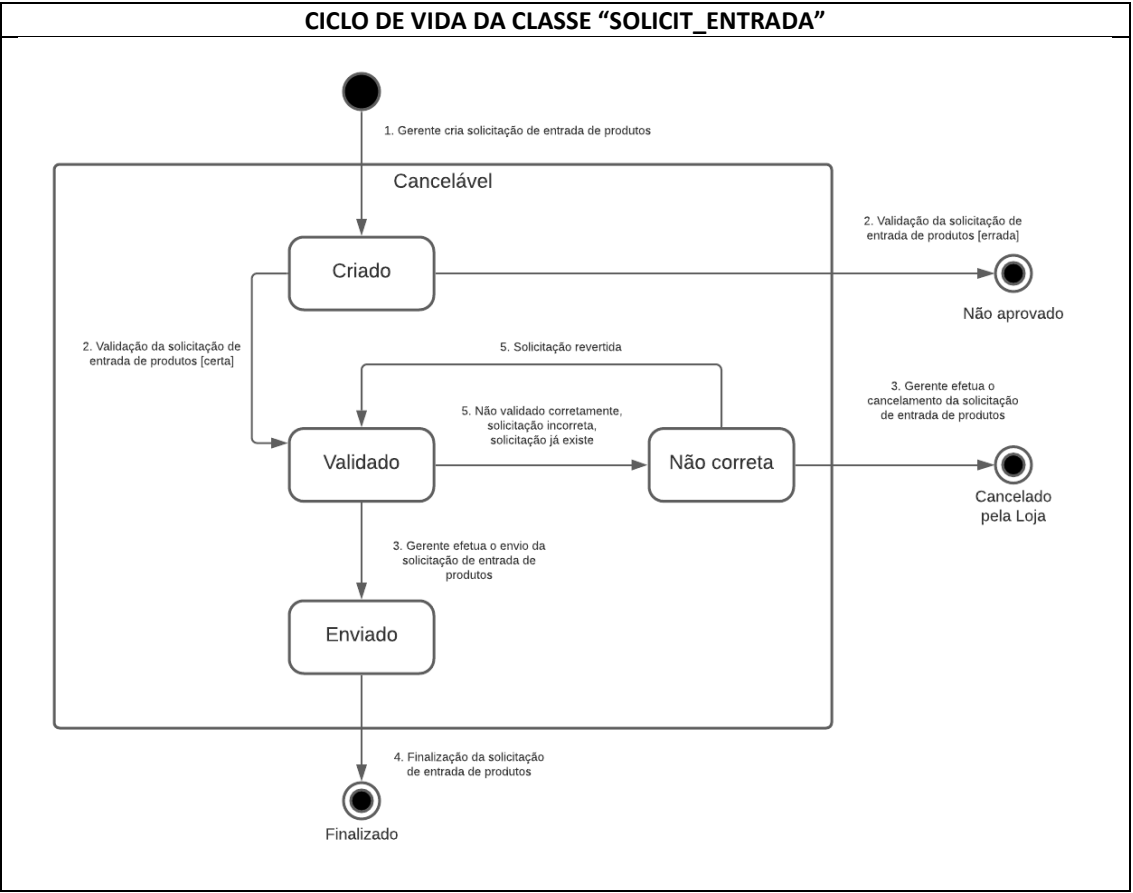 CICLO DE VIDA DA CLASSE “SOLICIT_ENTRADA”
1. Gerente cria solicitação de entrada de produtos
Cancelável
2. Validação da solicitação de
entrada de produtos [errada]
Criado
Não aprovado
2. Validação da solicitação de
entrada de produtos [certa]
5. Solicitação revertida
3. Gerente efetua o
cancelamento da solicitação
de entrada de produtos
5. Não validado corretamente,
solicitação incorreta,
solicitação já existe
Validado
Não correta
Cancelado
pela Loja
3. Gerente efetua o envio da
solicitação de entrada de
produtos
Enviado
4. Finalização da solicitação
de entrada de produtos
Finalizado